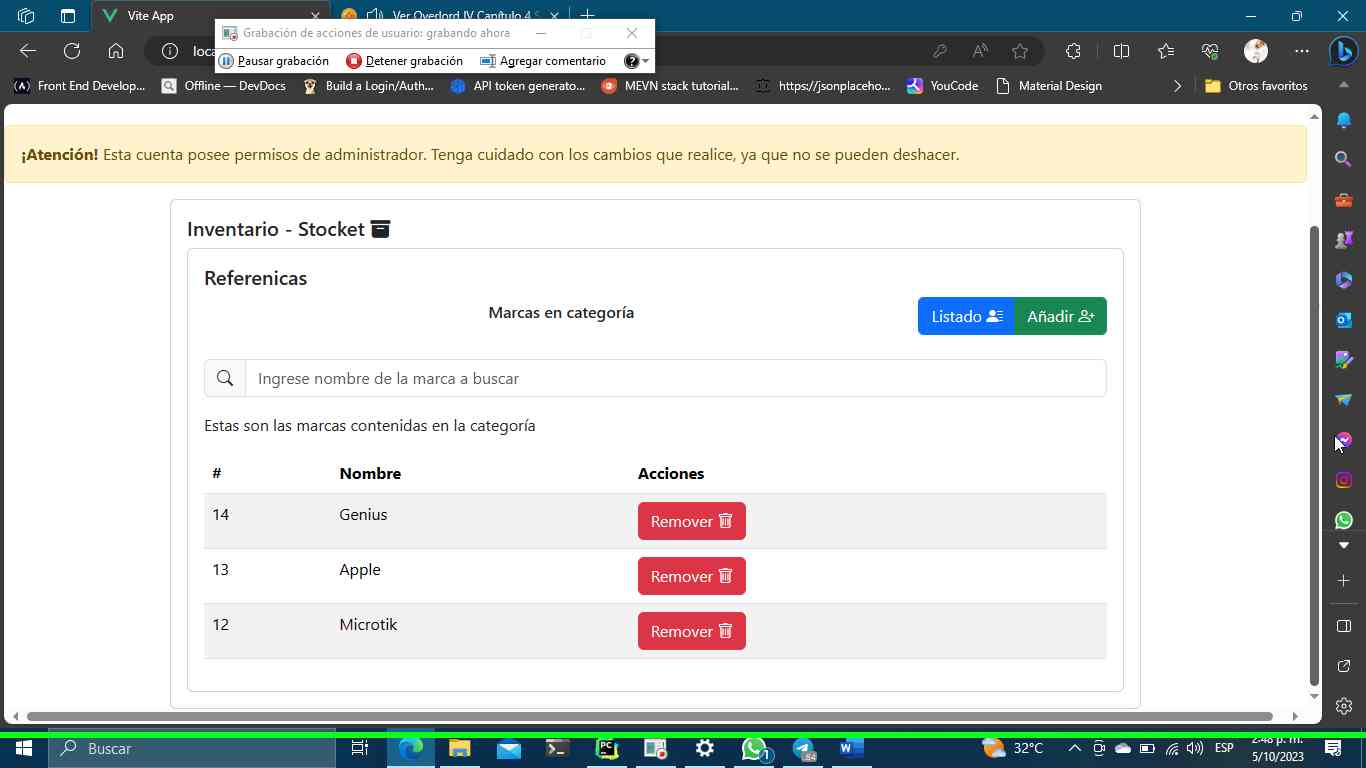 Vite App
Ver Overlord IV Capítulo 4 S
Grabación de acciones de usuario: grabando ahora
Pausar grabación
Detener grabación
Agregar comentario
Front End Develop...
Offline — DevDocs
Build a Login/Auth...
API token generato...
MEVN stack tutorial...
https://jsonplaceho...
YouCode
Material Design
Otros favoritos
¡Atención! Esta cuenta posee permisos de administrador. Tenga cuidado con los cambios que realice, ya que no se pueden deshacer.
Inventario - Stocket
Referenicas
Marcas en categoría
Listado
Añadir
Ingrese nombre de la marca a buscar
Estas son las marcas contenidas en la categoría
# Nombre Acciones
14 Genius Remover
13 Apple Remover
12 Microtik Remover
Buscar
32°C
ESP
2:48 p. m.
5/10/2023